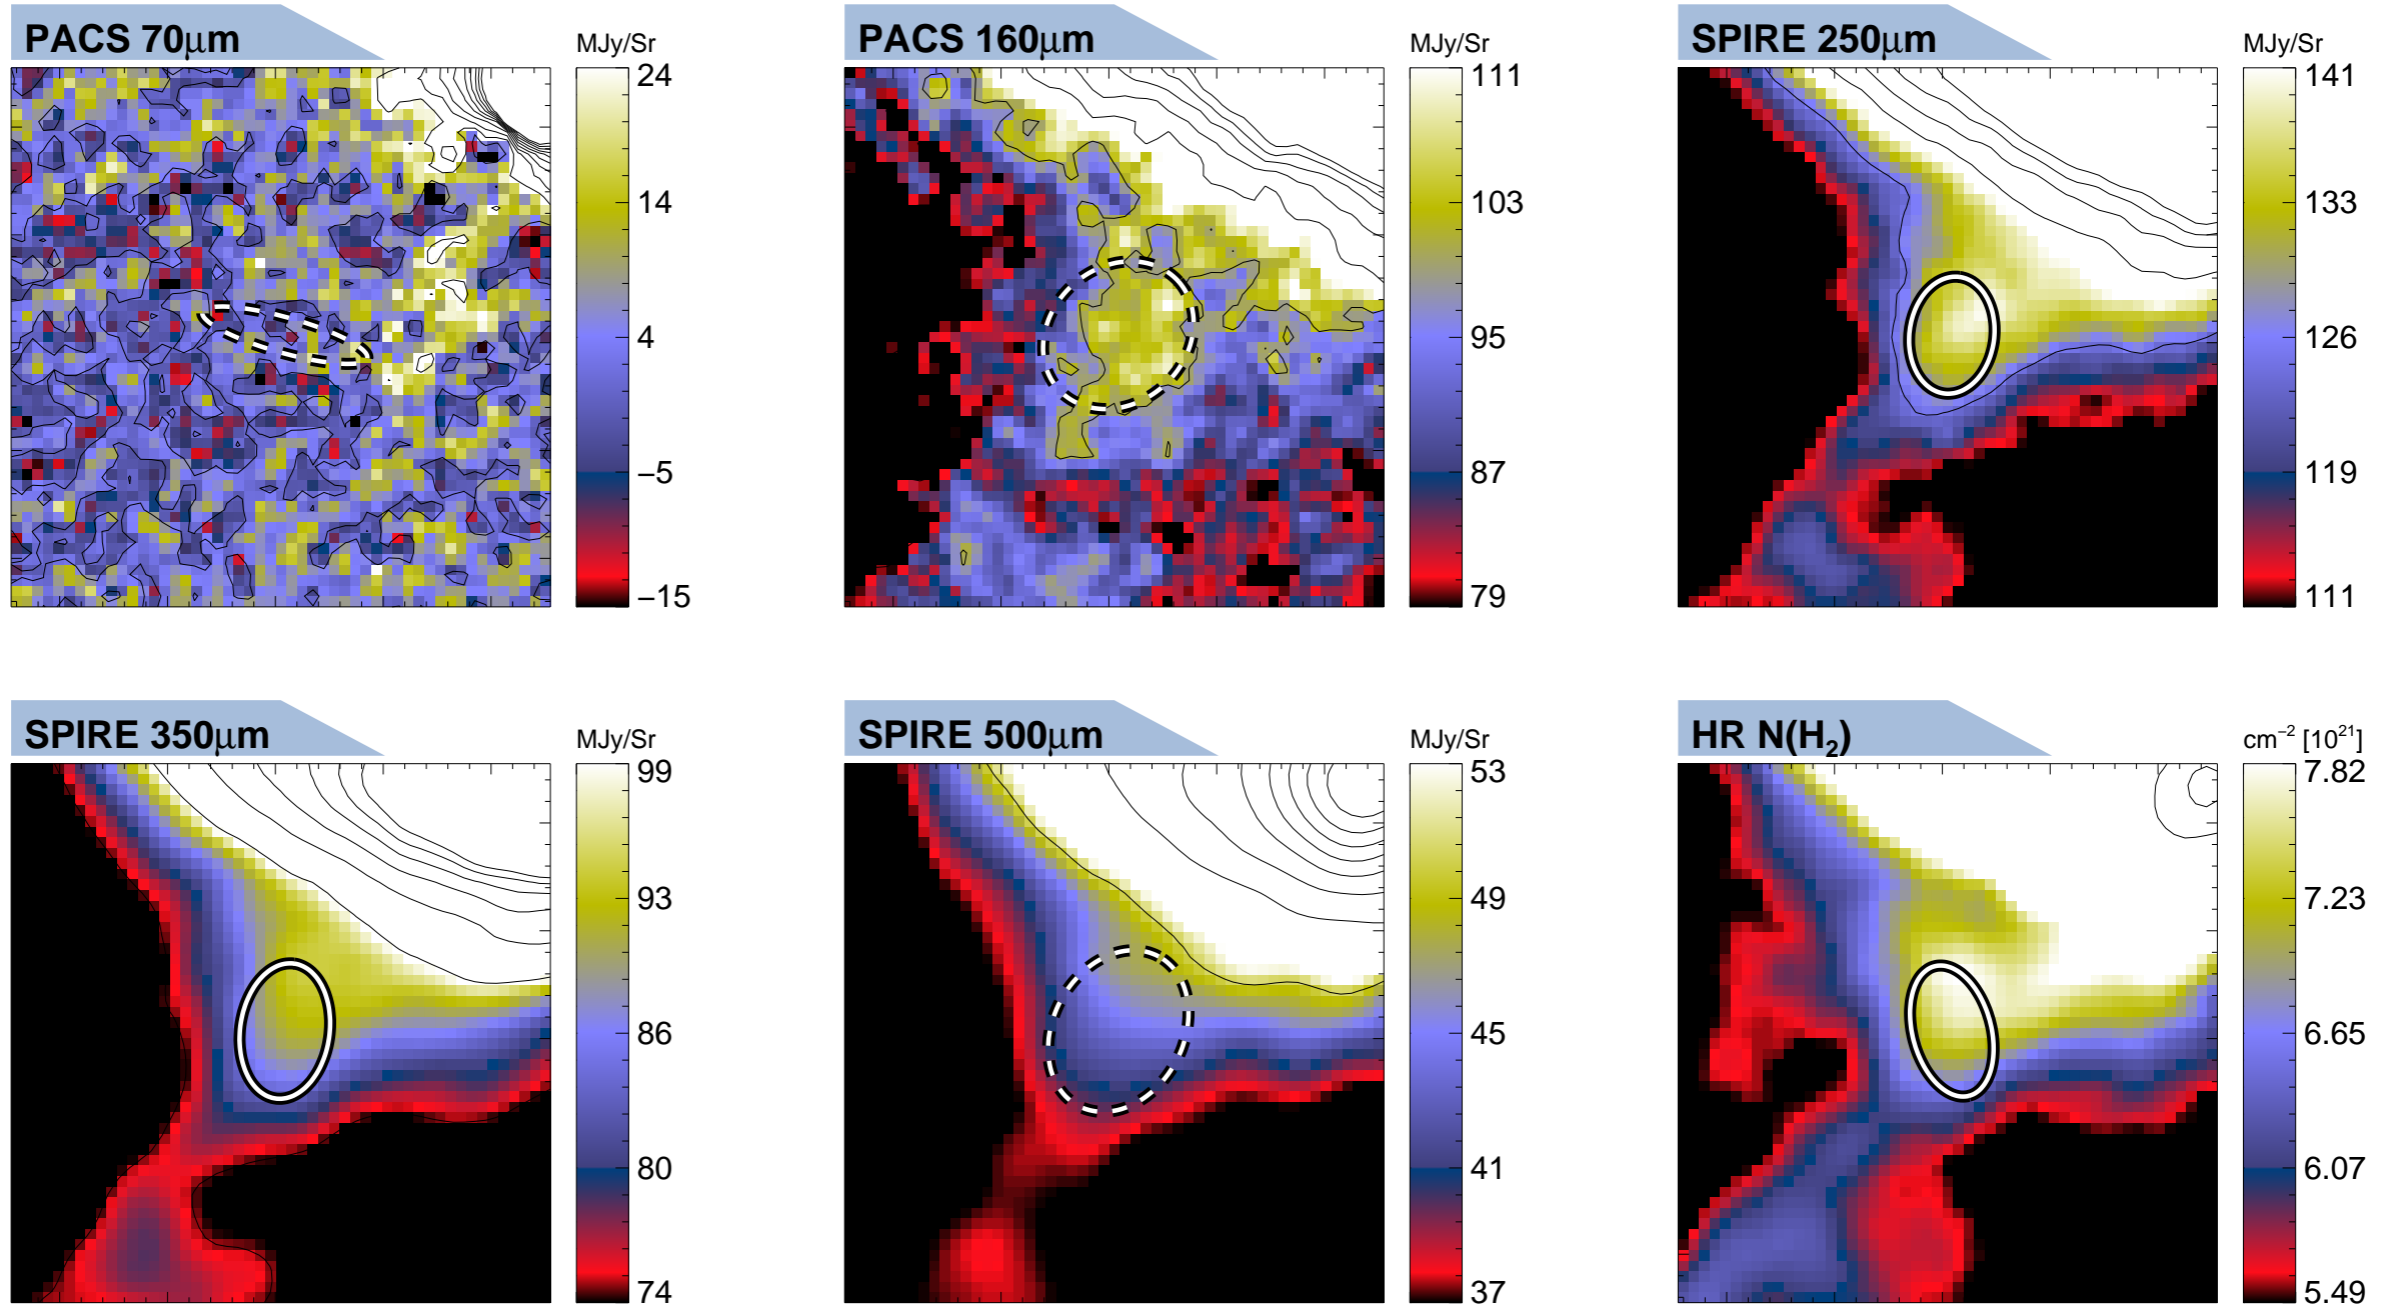 PACS 70μm
MJy/Sr
24
14
4
−5
−15
PACS 160μm
MJy/Sr
111
103
95
87
79
SPIRE 250μm
MJy/Sr
141
133
126
119
111
SPIRE 350μm
MJy/Sr
99
93
86
80
74
SPIRE 500μm
MJy/Sr
53
49
45
41
37
HR N(H₂)
cm⁻² [10²¹]
7.82
7.23
6.65
6.07
5.49